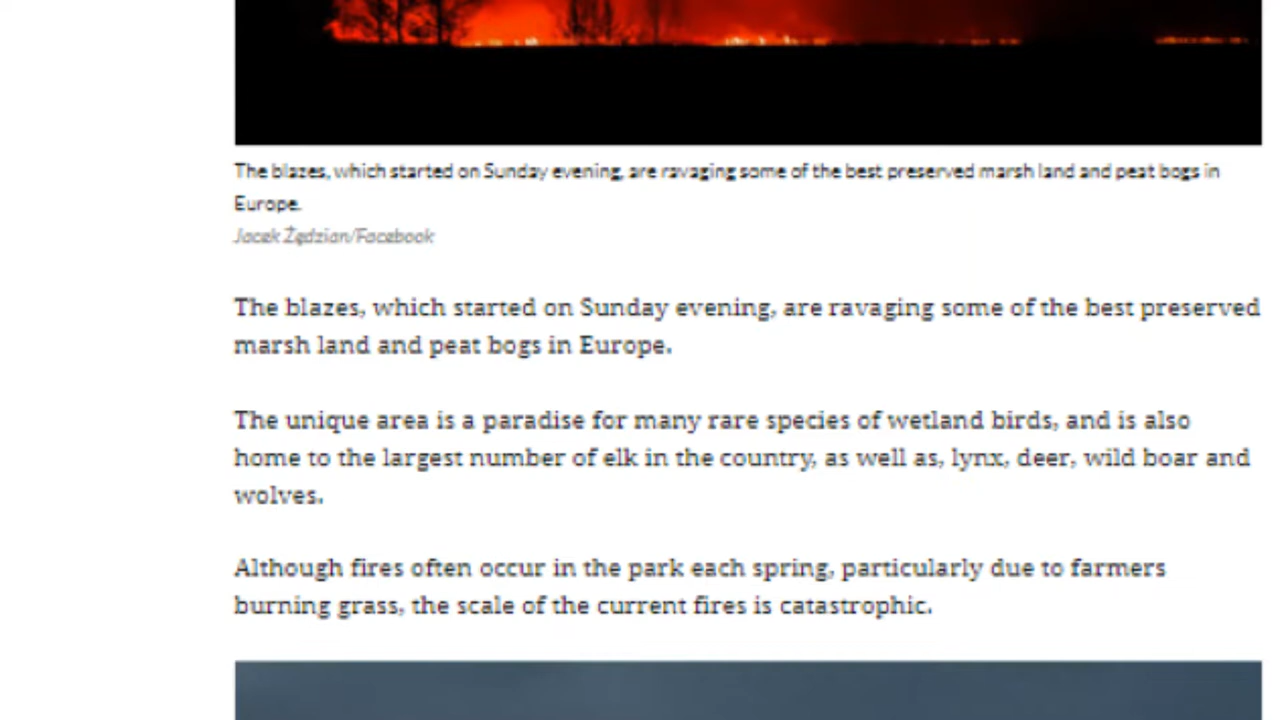 The blazes, which started on Sunday evening, are ravaging some of the best preserved marsh land and peat bogs in
Europe.
Jacek Żędzian/Facebook
The blazes, which started on Sunday evening, are ravaging some of the best preserved
marsh land and peat bogs in Europe.
The unique area is a paradise for many rare species of wetland birds, and is also
home to the largest number of elk in the country, as well as, lynx, deer, wild boar and
wolves.
Although fires often occur in the park each spring, particularly due to farmers
burning grass, the scale of the current fires is catastrophic.